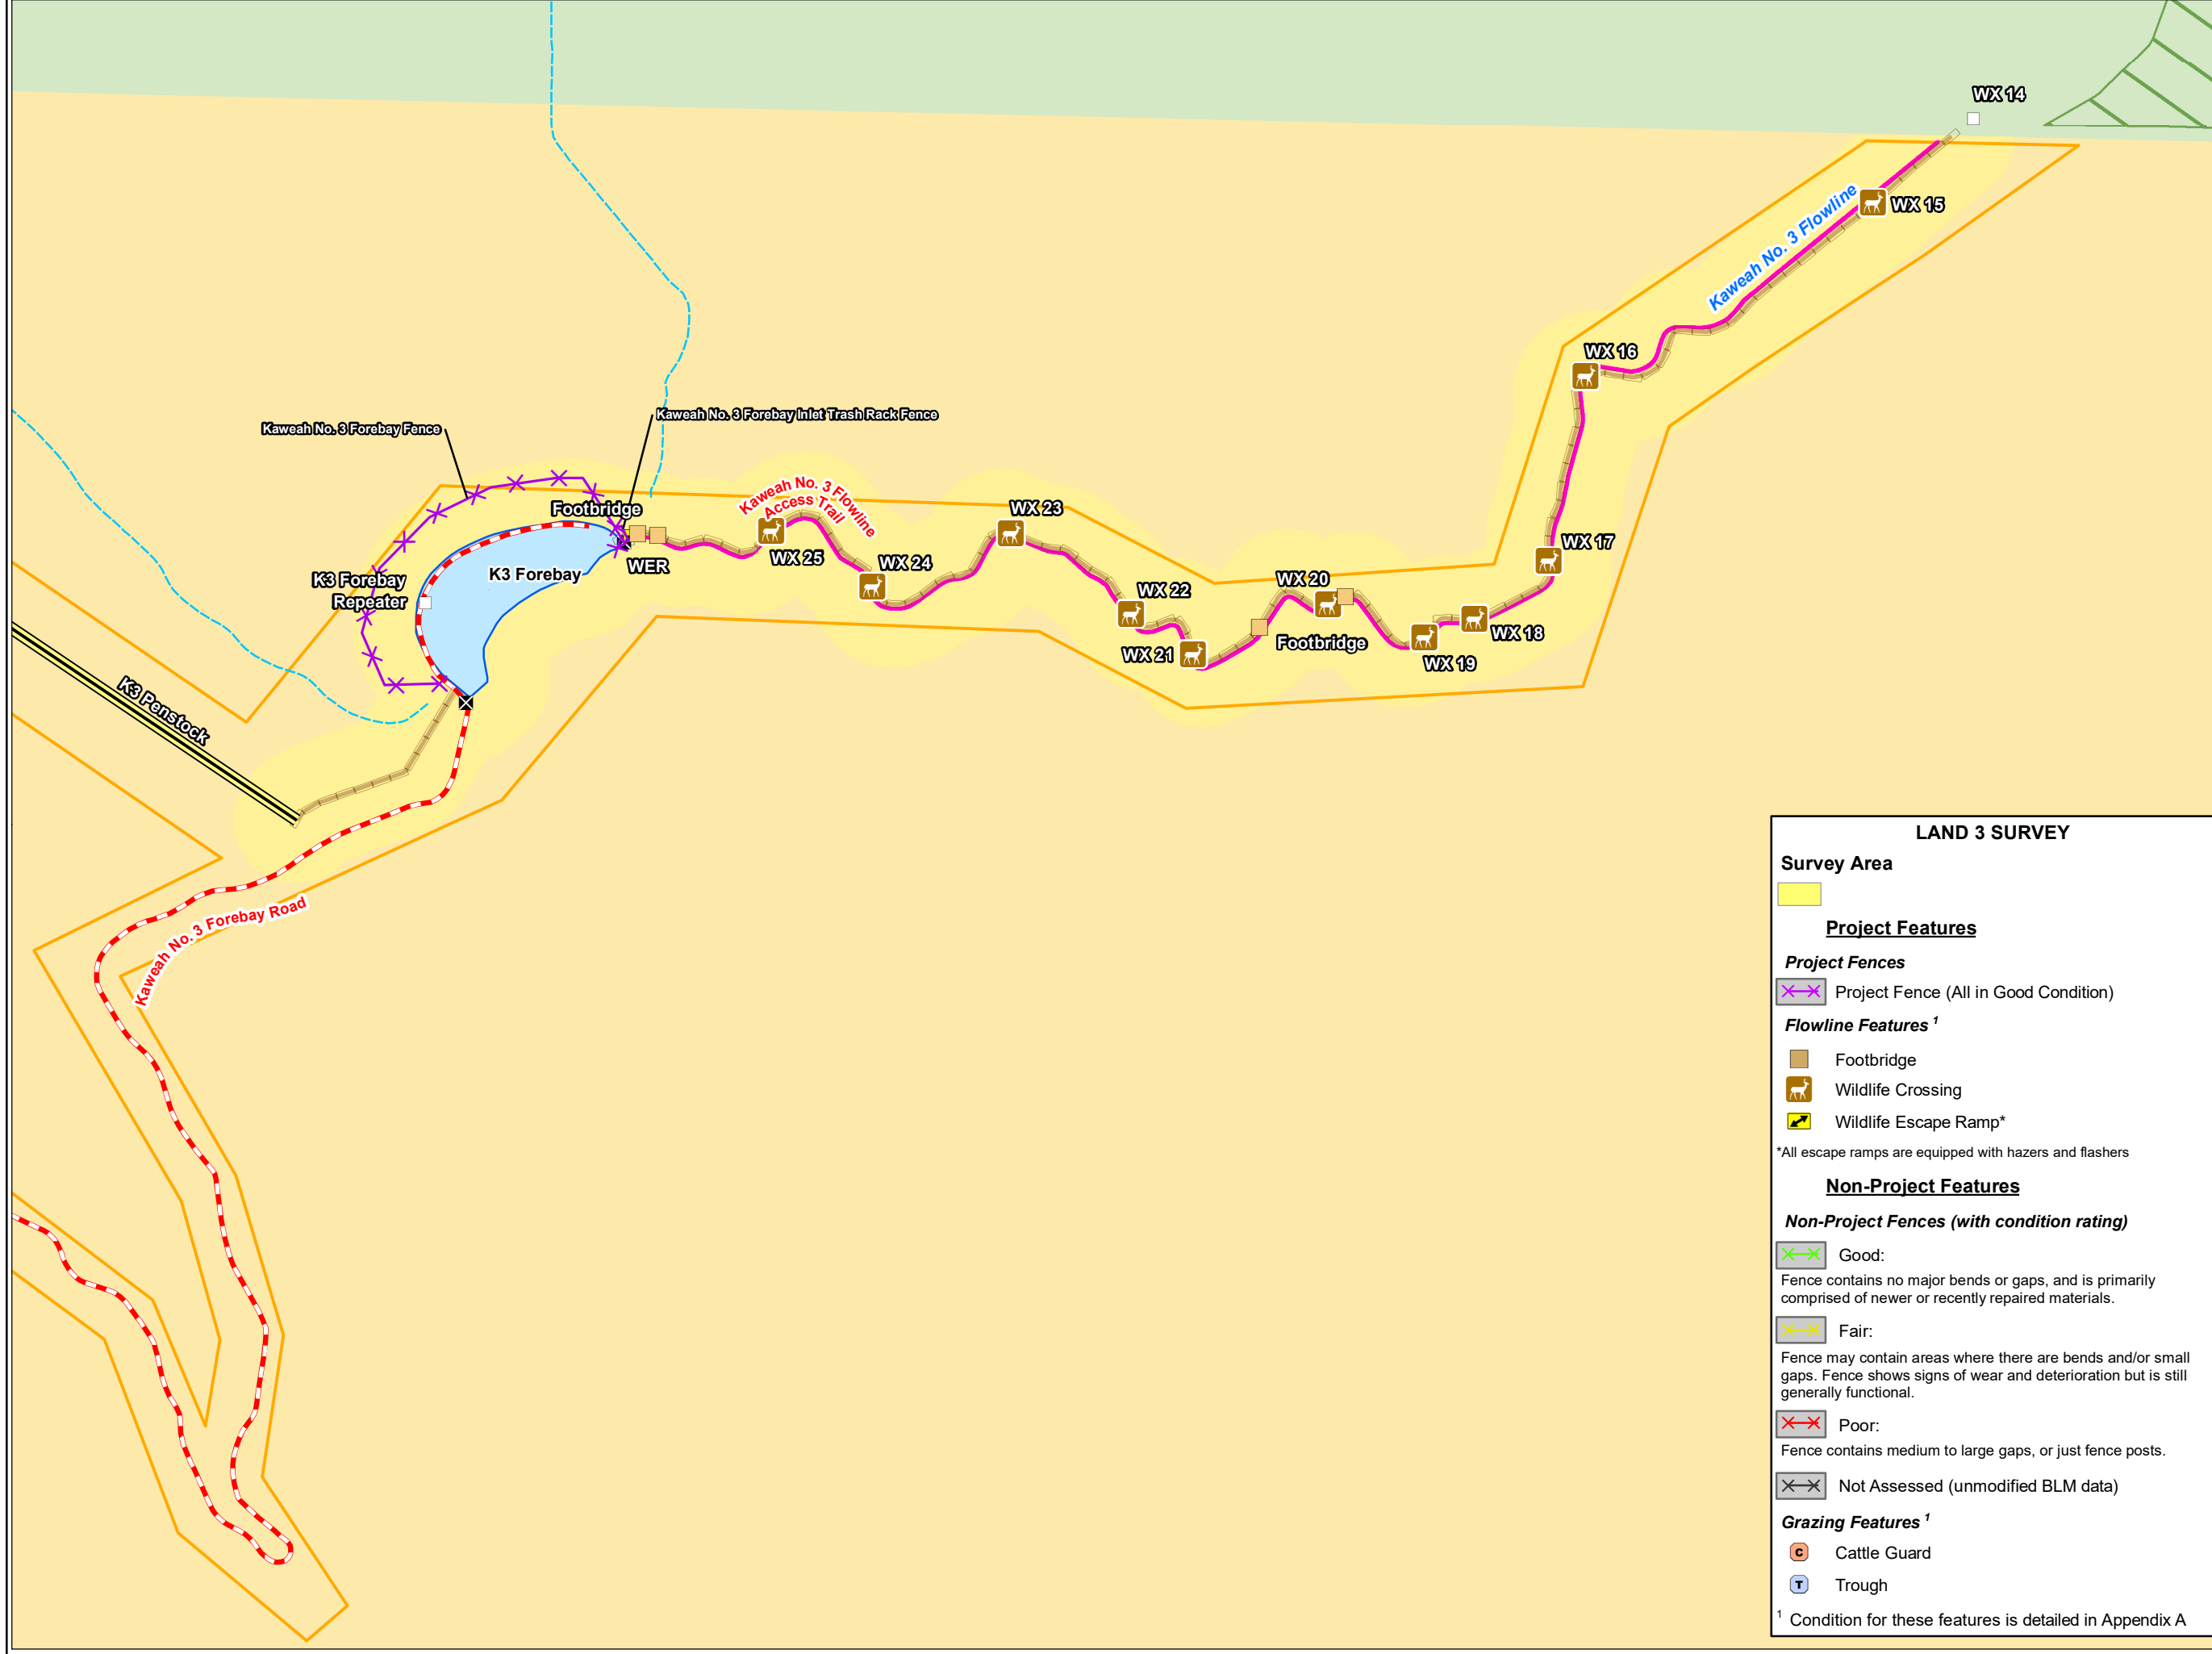 WX 14
WX 15
Kaweah No. 3 Flowline
WX 16
Kaweah No. 3 Forebay Inlet Trash Rack Fence
Kaweah No. 3 Forebay Fence
Kaweah No. 3 Flowline
Access Trail
Footbridge
WX 23
WX 17
WX 25
WX 24
WER
K3 Forebay
K3 Forebay
Repeater
WX 20
WX 22
WX 18
Footbridge
WX 21
WX 19
K3 Penstock
Kaweah No. 3 Forebay Road
LAND 3 SURVEY
Survey Area
Project Features
Project Fences
Project Fence (All in Good Condition)
Flowline Features 1
Footbridge
Wildlife Crossing
Wildlife Escape Ramp*
*All escape ramps are equipped with hazers and flashers
Non-Project Features
Non-Project Fences (with condition rating)
Good:
Fence contains no major bends or gaps, and is primarily
comprised of newer or recently repaired materials.
Fair:
Fence may contain areas where there are bends and/or small
gaps. Fence shows signs of wear and deterioration but is still
generally functional.
Poor:
Fence contains medium to large gaps, or just fence posts.
Not Assessed (unmodified BLM data)
Grazing Features 1
C Cattle Guard
T Trough
1 Condition for these features is detailed in Appendix A